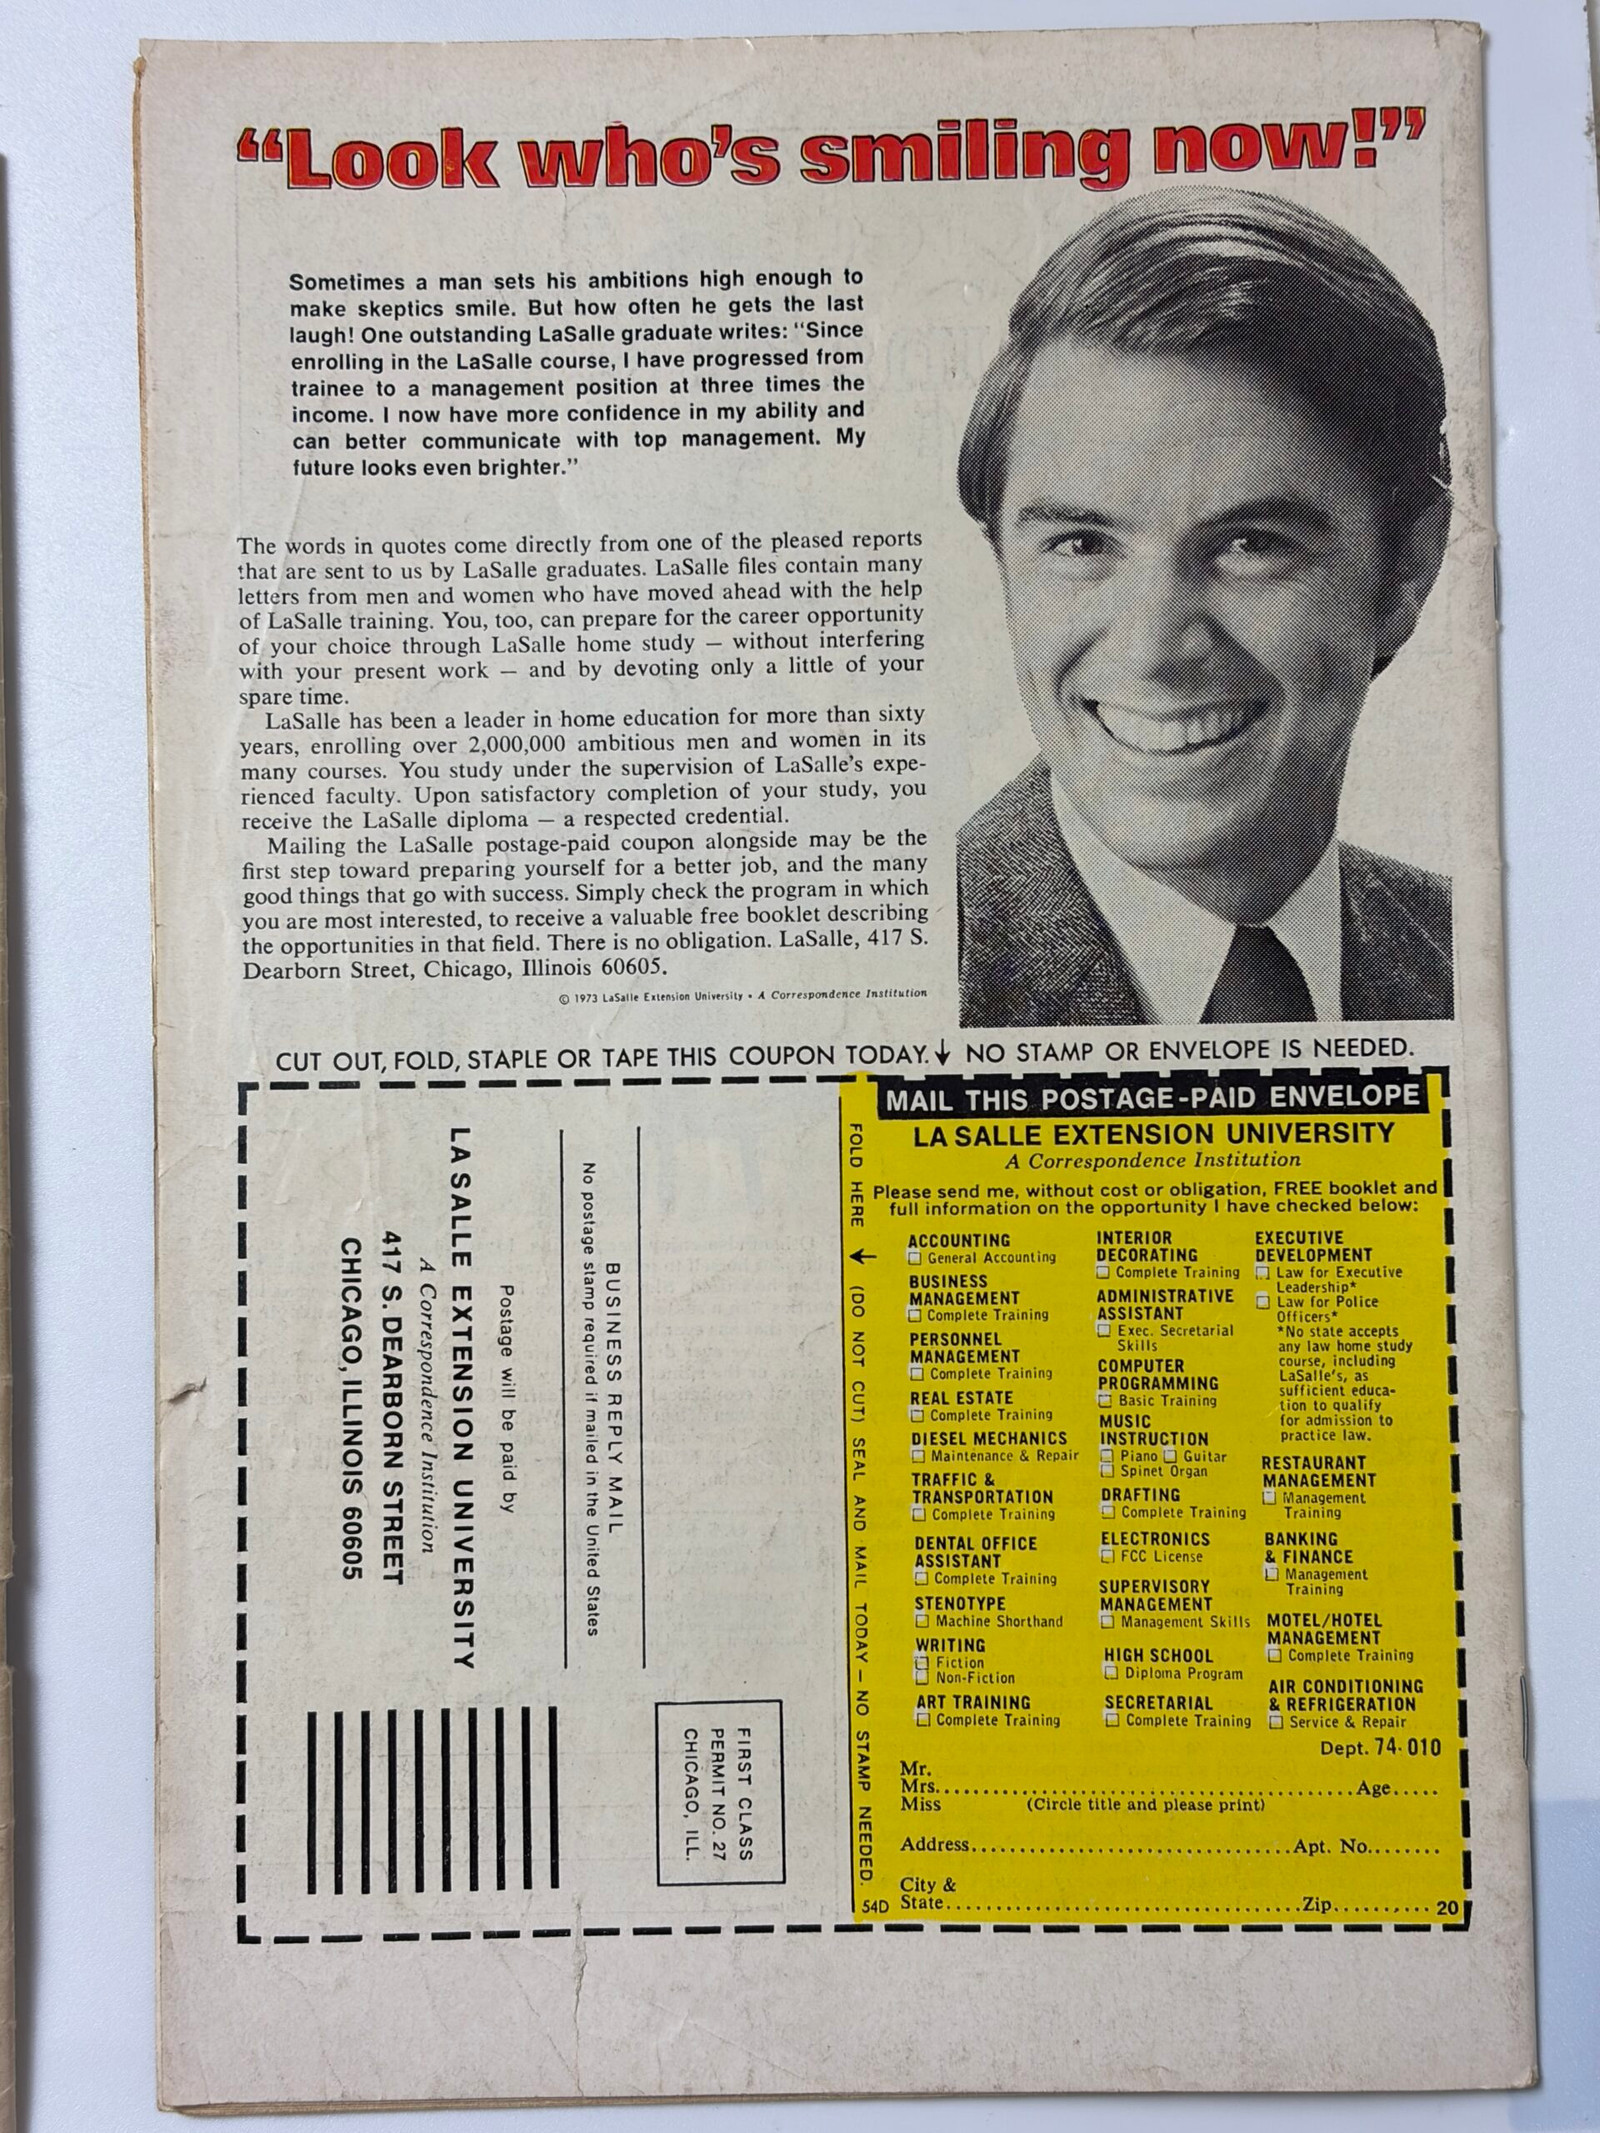 “Look who’s smiling now!”
Sometimes a man sets his ambitions high enough to
make skeptics smile. But how often he gets the last
laugh! One outstanding LaSalle graduate writes: “Since
enrolling in the LaSalle course, I have progressed from
trainee to a management position at three times the
income. I now have more confidence in my ability and
can better communicate with top management. My
future looks even brighter.”
The words in quotes come directly from one of the pleased reports
that are sent to us by LaSalle graduates. LaSalle files contain many
letters from men and women who have moved ahead with the help
of LaSalle training. You, too, can prepare for the career opportunity
of your choice through LaSalle home study — without interfering
with your present work — and by devoting only a little of your
spare time.
LaSalle has been a leader in home education for more than sixty
years, enrolling over 2,000,000 ambitious men and women in its
many courses. You study under the supervision of LaSalle’s expe-
rienced faculty. Upon satisfactory completion of your study, you
receive the LaSalle diploma — a respected credential.
Mailing the LaSalle postage-paid coupon alongside may be the
first step toward preparing yourself for a better job, and the many
good things that go with success. Simply check the program in which
you are most interested, to receive a valuable free booklet describing
the opportunities in that field. There is no obligation. LaSalle, 417 S.
Dearborn Street, Chicago, Illinois 60605.
© 1973 LaSalle Extension University • A Correspondence Institution
CUT OUT, FOLD, STAPLE OR TAPE THIS COUPON TODAY. ↓ NO STAMP OR ENVELOPE IS NEEDED.
FIRST CLASS
PERMIT NO. 27
CHICAGO, ILL.
BUSINESS REPLY MAIL
No postage stamp required if mailed in the United States
Postage will be paid by
LA SALLE EXTENSION UNIVERSITY
A Correspondence Institution
417 S. DEARBORN STREET
CHICAGO, ILLINOIS 60605
FOLD HERE ↓ (DO NOT CUT) SEAL AND MAIL TODAY — NO STAMP NEEDED.
MAIL THIS POSTAGE-PAID ENVELOPE
LA SALLE EXTENSION UNIVERSITY
A Correspondence Institution
Please send me, without cost or obligation, FREE booklet and
full information on the opportunity I have checked below:
ACCOUNTING
☐ General Accounting
BUSINESS
MANAGEMENT
☐ Complete Training
PERSONNEL
MANAGEMENT
☐ Complete Training
REAL ESTATE
☐ Complete Training
DIESEL MECHANICS
☐ Maintenance & Repair
TRAFFIC &
TRANSPORTATION
☐ Complete Training
DENTAL OFFICE
ASSISTANT
☐ Complete Training
STENOTYPE
☐ Machine Shorthand
WRITING
☐ Fiction
☐ Non-Fiction
ART TRAINING
☐ Complete Training
INTERIOR
DECORATING
☐ Complete Training
ADMINISTRATIVE
ASSISTANT
☐ Exec. Secretarial
Skills
COMPUTER
PROGRAMMING
☐ Basic Training
MUSIC
INSTRUCTION
☐ Piano ☐ Guitar
☐ Spinet Organ
DRAFTING
☐ Complete Training
ELECTRONICS
☐ FCC License
SUPERVISORY
MANAGEMENT
☐ Management Skills
HIGH SCHOOL
☐ Diploma Program
SECRETARIAL
☐ Complete Training
EXECUTIVE
DEVELOPMENT
☐ Law for Executive
Leadership*
☐ Law for Police
Officers*
*No state accepts
any law home study
course, including
LaSalle's, as
sufficient educa-
tion to qualify
for admission to
practice law.
RESTAURANT
MANAGEMENT
☐ Management
Training
BANKING
& FINANCE
☐ Management
Training
MOTEL/HOTEL
MANAGEMENT
☐ Complete Training
AIR CONDITIONING
& REFRIGERATION
☐ Service & Repair
Dept. 74-010
Mr.
Mrs. Age
Miss (Circle title and please print)
Address Apt. No.
City &
54D State Zip 20